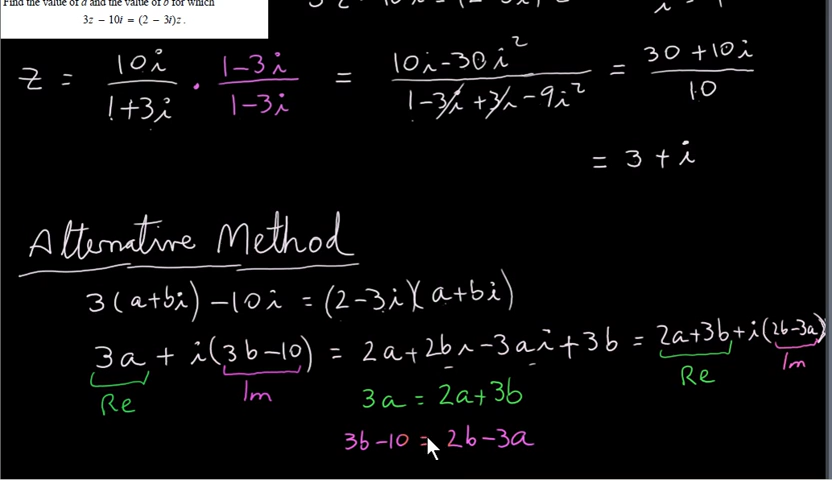 Find the value of a and the value of b for which
3z – 10i = (2 – 3i)z .
z = 10i/(1+3i) · (1-3i)/(1-3i) = (10i-30i²)/(1-3i+3i-9i²) = (30+10i)/10
= 3 + i
Alternative Method
3(a+bi) -10i = (2-3i)(a+bi)
3a + i(3b-10) = 2a+2bi-3ai+3b = 2a+3b+i(2b-3a)
Re Im Re Im
3a = 2a+3b
3b-10 = 2b-3a